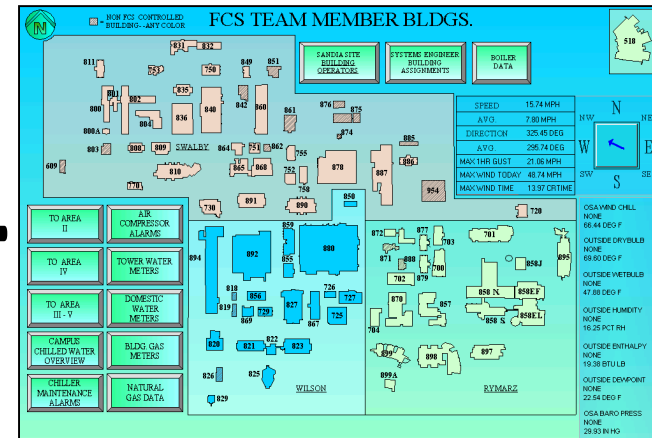 NON FCS CONTROLLED
BUILDING--ANY COLOR
FCS TEAM MEMBER BLDGS.
N
518
SANDIA SITE
BUILDING
OPERATORS
SYSTEMS ENGINEER
BUILDING
ASSIGNMENTS
BOILER
DATA
831 832
811
750
849 851
SPEED 15.74 MPH
AVG. 7.80 MPH
DIRECTION 325.45 DEG
AVG. 295.74 DEG
MAX 1HR GUST 21.06 MPH
MAX WIND TODAY 48.74 MPH
MAX WIND TIME 13.97 CRTIME
N
NW NE
W E
SW SE
S
801 802
835
842
800
804 836 840 860
861
876 875
874
800A
803
808 809 SWALBY
864 751 862
755
885
886
609
810
865 868
752
758
878
887
954
770
730
891
890
850
728
TO AREA
II
AIR
COMPRESSOR
ALARMS
TO AREA
IV
TOWER WATER
METERS
TO AREA
III - V
DOMESTIC
WATER
METERS
CAMPUS
CHILLED WATER
OVERVIEW
BLDG. GAS
METERS
CHILLER
MAINTENANCE
ALARMS
NATURAL
GAS DATA
894
892
859
855
880
818
819
856
869 729
827
867
726
727
725
820
821 822 823
826
825
829
WILSON
872
871
877
703
888
702 879 700
701
858J
895
870
857
858 N. 858EF
858 S 858EL
704
899
898
897
899A
RYMARZ
OSA WIND CHILL
NONE
66.44 DEG F
OUTSIDE DRYBULB
NONE
69.60 DEG F
OUTSIDE WETBULB
NONE
47.86 DEG F
OUTSIDE HUMIDITY
NONE
16.25 PCT RH
OUTSIDE ENTHALPY
NONE
19.38 BTU LB
OUTSIDE DEWPOINT
NONE
22.54 DEG F
OSA BARO PRESS
NONE
29.93 IN HG